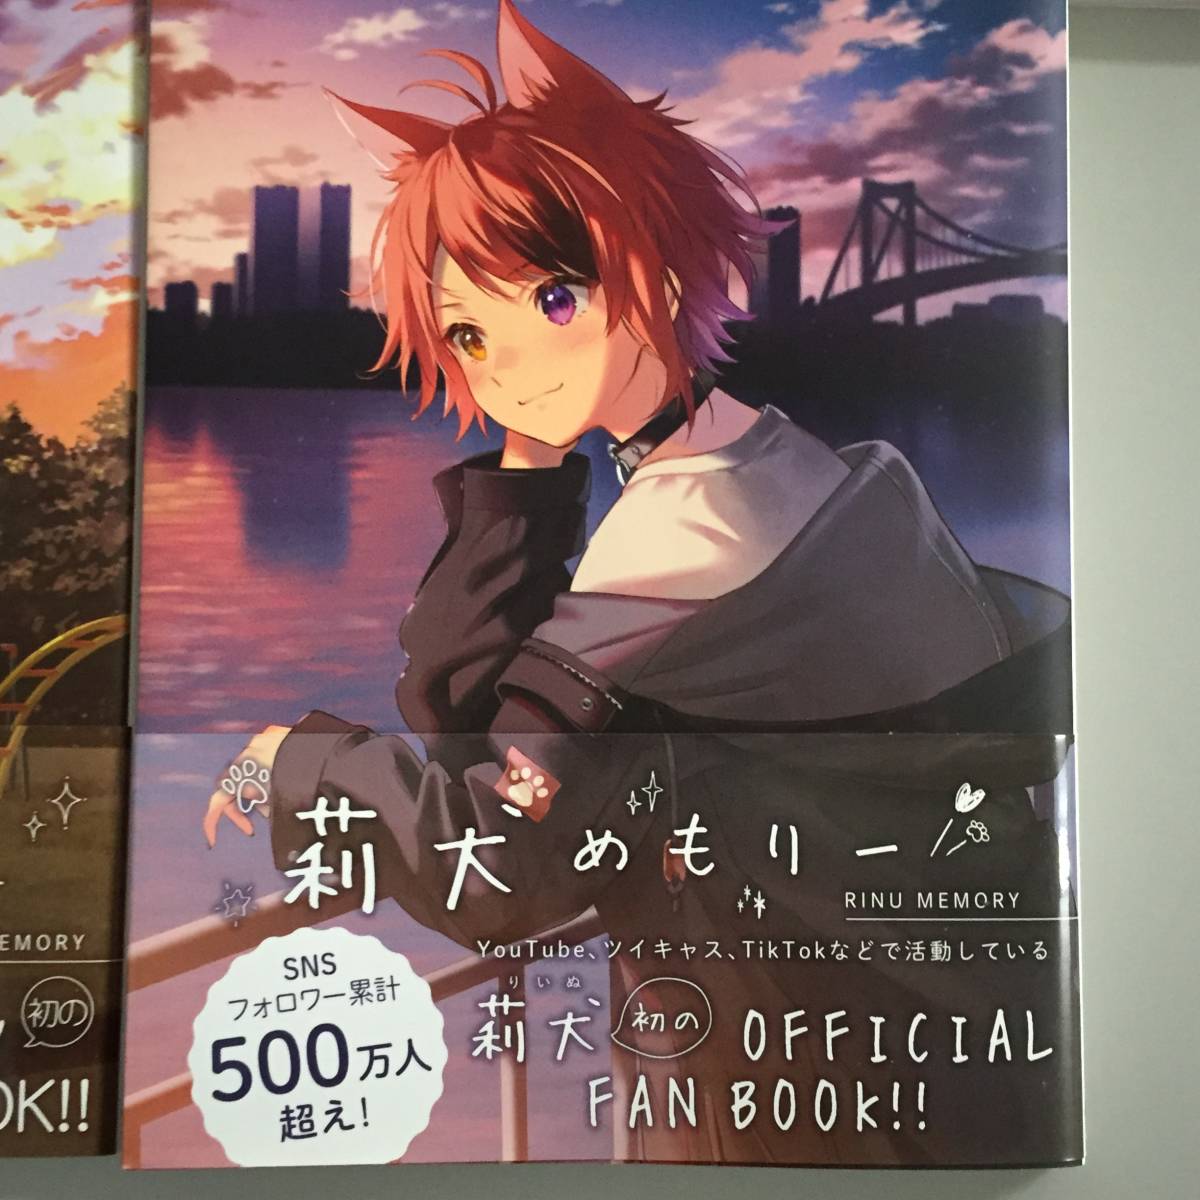 莉犬めもりー
RINU MEMORY
YouTube、ツイキャス、TikTokなどで活動している
りいぬ
莉犬 初の OFFICIAL
FAN BOOK!!
SNS
フォロワー累計
500万人
超え!
EMORY
初の
OK!!